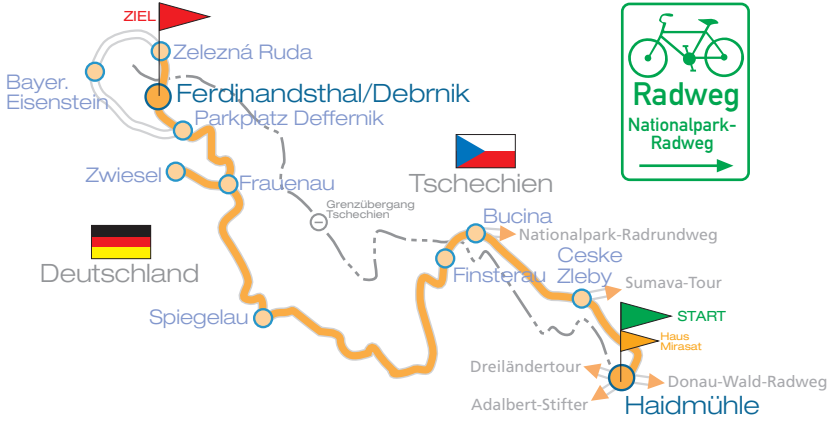 ZIEL
Zelezná Ruda
Bayer.
Eisenstein
Ferdinandsthal/Debrnik
Parkplatz Deffernik
Zwiesel
Frauenau
Radweg
Nationalpark-
Radweg
Tschechien
Grenzübergang
Tschechien
Bucina
Nationalpark-Radrundweg
Deutschland
Finsterau
Ceske
Zleby
Sumava-Tour
Spiegelau
START
Haus
Mirasat
Dreiländertour
Donau-Wald-Radweg
Adalbert-Stifter
Haidmühle